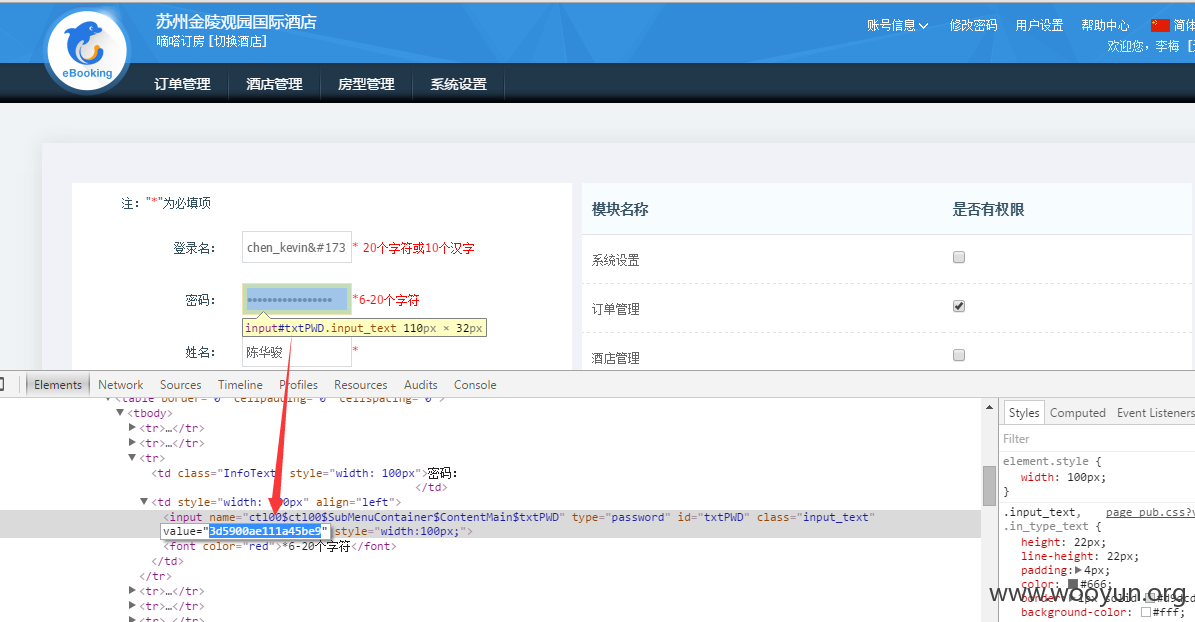 苏州金陵观园国际酒店
嘀嗒订房 [切换酒店]
账号信息 修改密码 用户设置 帮助中心 简体
欢迎您，李梅
eBooking
订单管理 酒店管理 房型管理 系统设置
注："*"为必填项
登录名： chen_kevin&#173 * 20个字符或10个汉字
密码： ••••••••••••••••• *6-20个字符
input#txtPWD.input_text 110px × 32px
姓名： 陈华骏 *
模块名称 是否有权限
系统设置
订单管理
酒店管理
Elements Network Sources Timeline Profiles Resources Audits Console
<table border="0" cellpadding="0" cellspacing="0">
▼<tbody>
▶<tr>…</tr>
▶<tr>…</tr>
▼<tr>
<td class="InfoText" style="width: 100px">密码：
</td>
▼<td style="width: 00px" align="left">
<input name="ctl00$ctl00$SubMenuContainer$ContentMain$txtPWD" type="password" id="txtPWD" class="input_text"
value="3d5900ae111a45be9" style="width:100px;">
<font color="red">*6-20个字符</font>
</td>
</tr>
▶<tr>…</tr>
▶<tr>…</tr>
▶<tr>…</tr>
Styles Computed Event Listeners
Filter
element.style {
width: 100px;
}
.input_text, page_pub.css?v
.in_type_text {
height: 22px;
line-height: 22px;
padding:▶4px;
color: #666;
border:▶1px solid #d9dcd
background-color: #fff;
www.wooyun.org